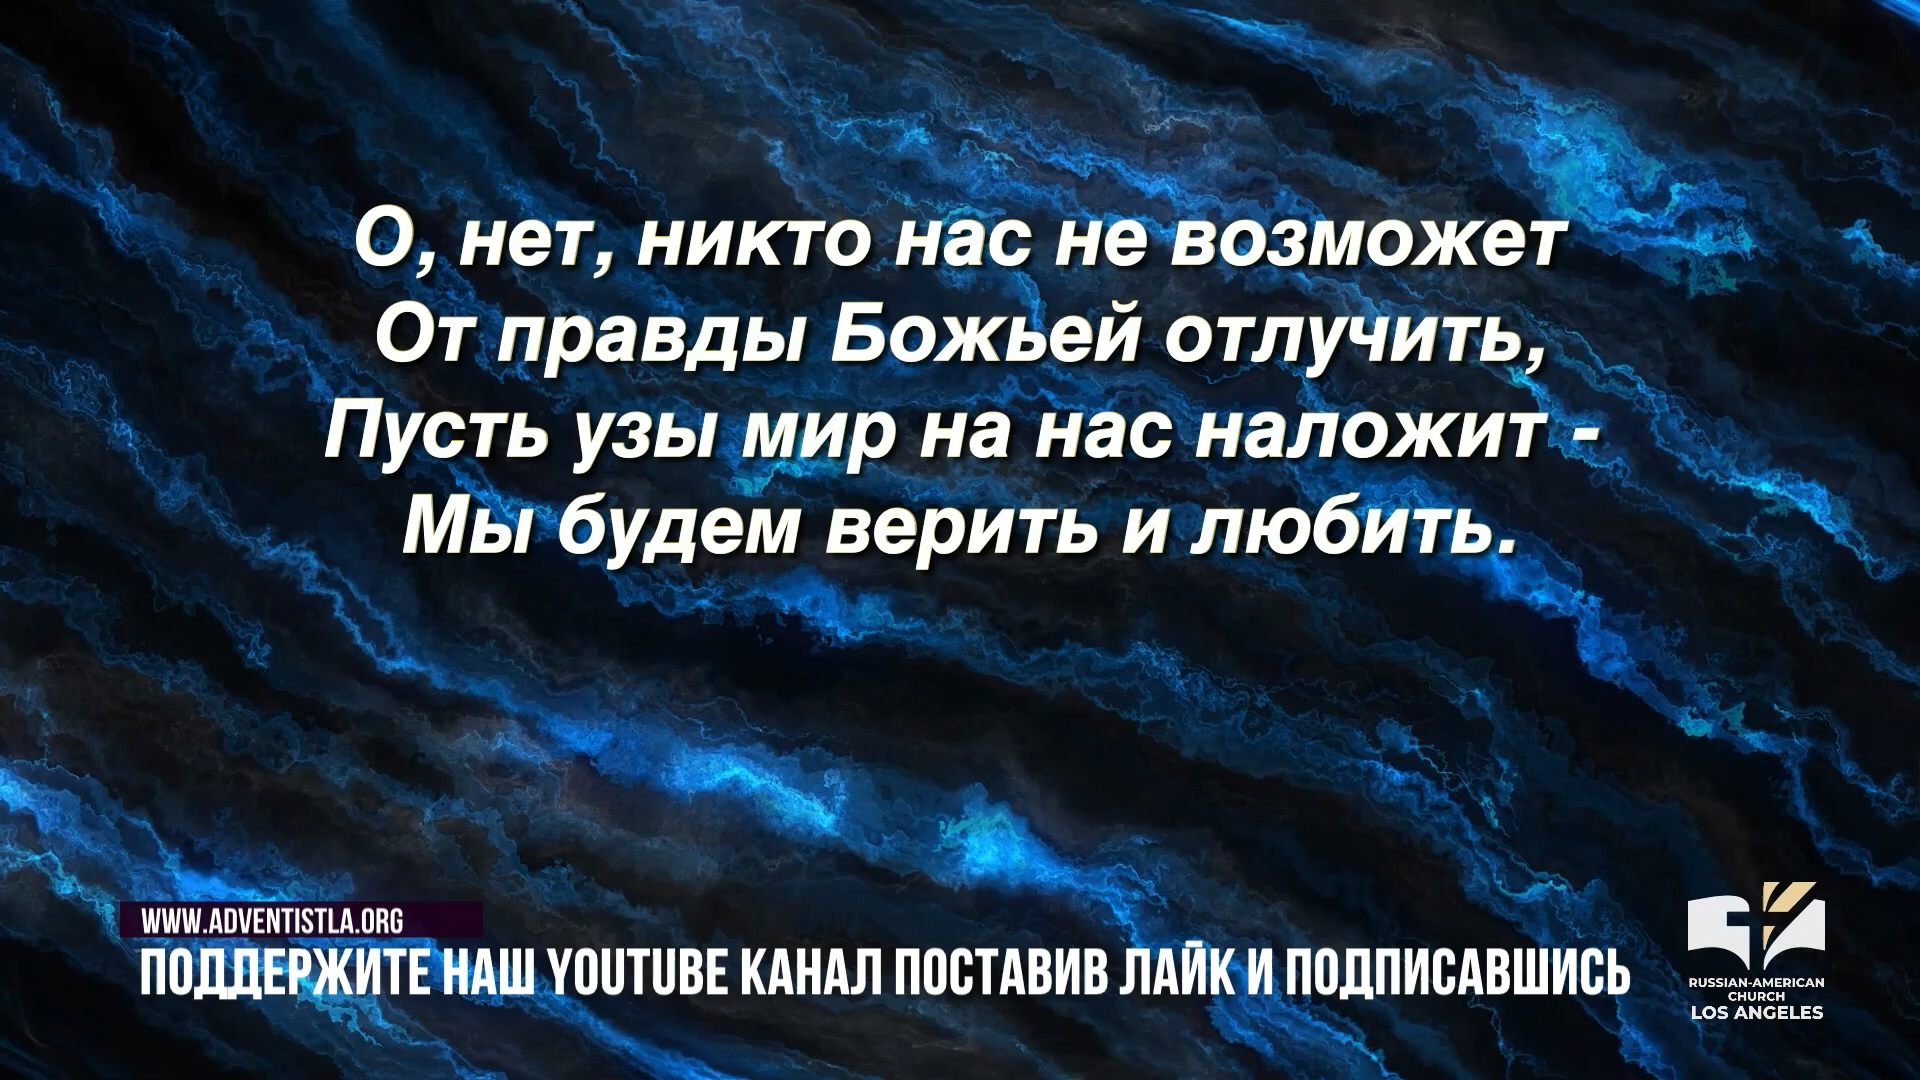 О, нет, никто нас не возможет
От правды Божьей отлучить,
Пусть узы мир на нас наложит -
Мы будем верить и любить.
WWW.ADVENTISTLA.ORG
ПОДДЕРЖИТЕ НАШ YOUTUBE КАНАЛ ПОСТАВИВ ЛАЙК И ПОДПИСАВШИСЬ
RUSSIAN-AMERICAN
CHURCH
LOS ANGELES